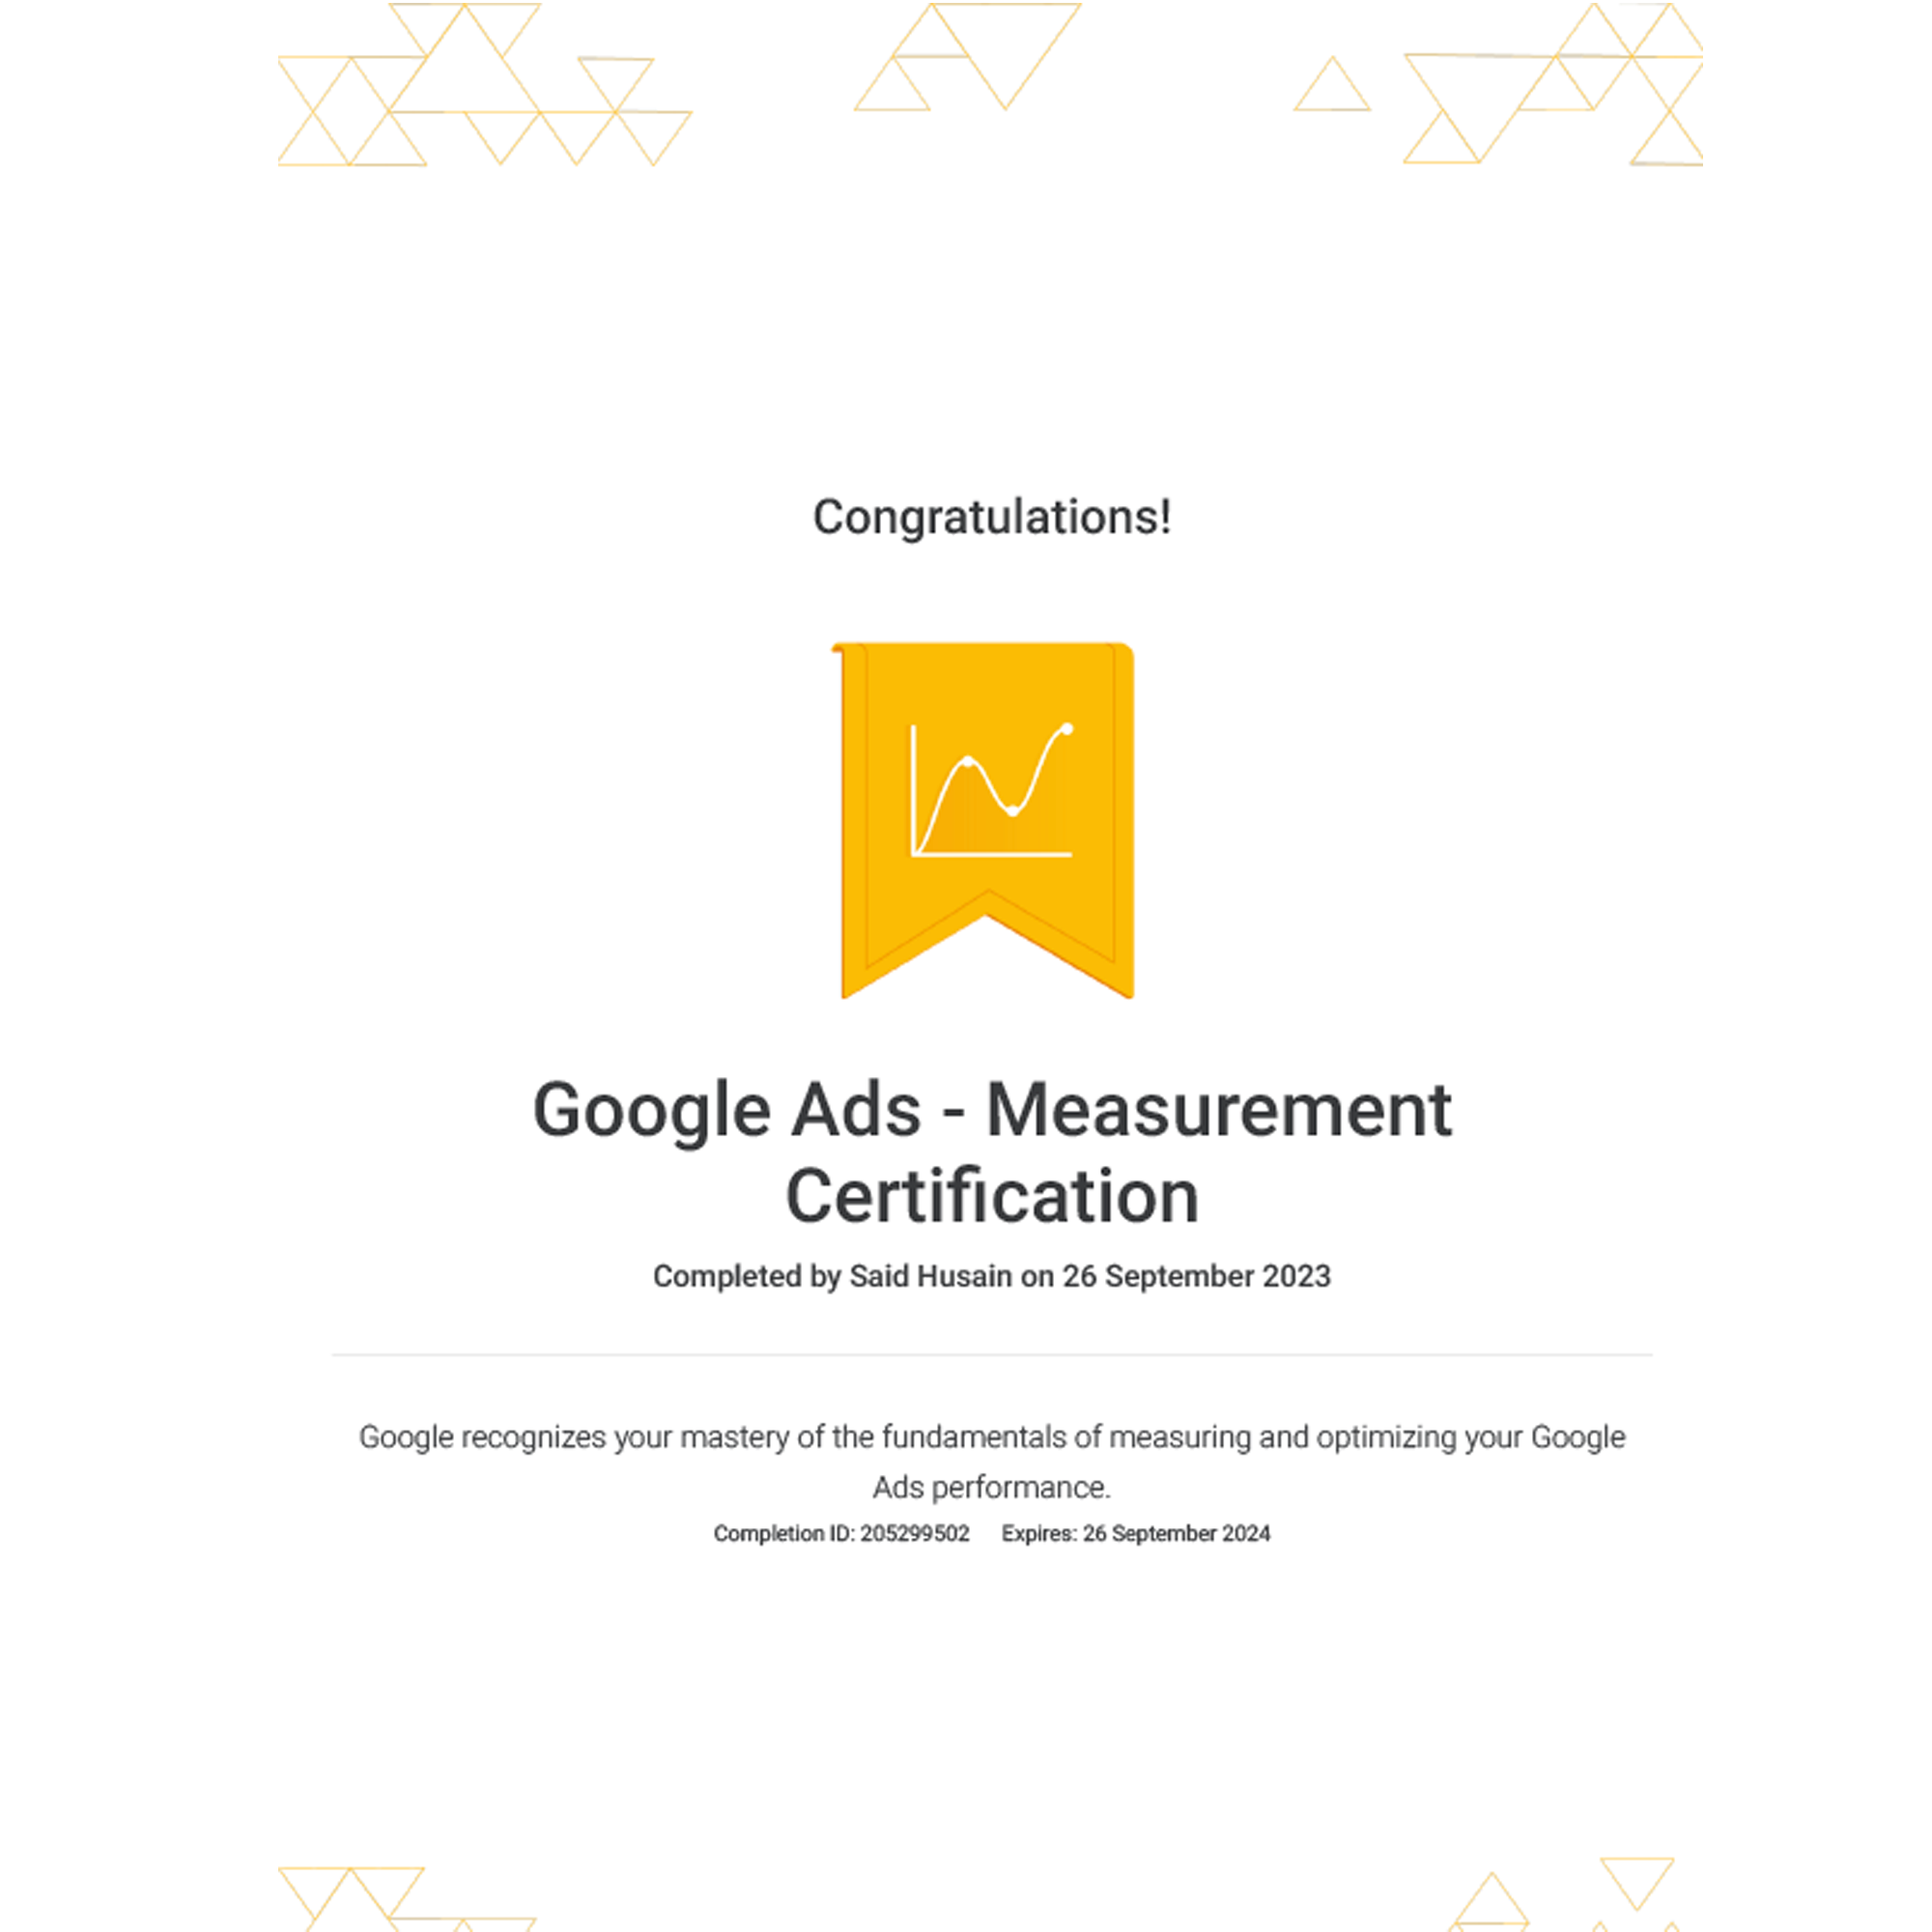 Congratulations!
Google Ads - Measurement
Certification
Completed by Said Husain on 26 September 2023
Google recognizes your mastery of the fundamentals of measuring and optimizing your Google
Ads performance.
Completion ID: 205299502 Expires: 26 September 2024